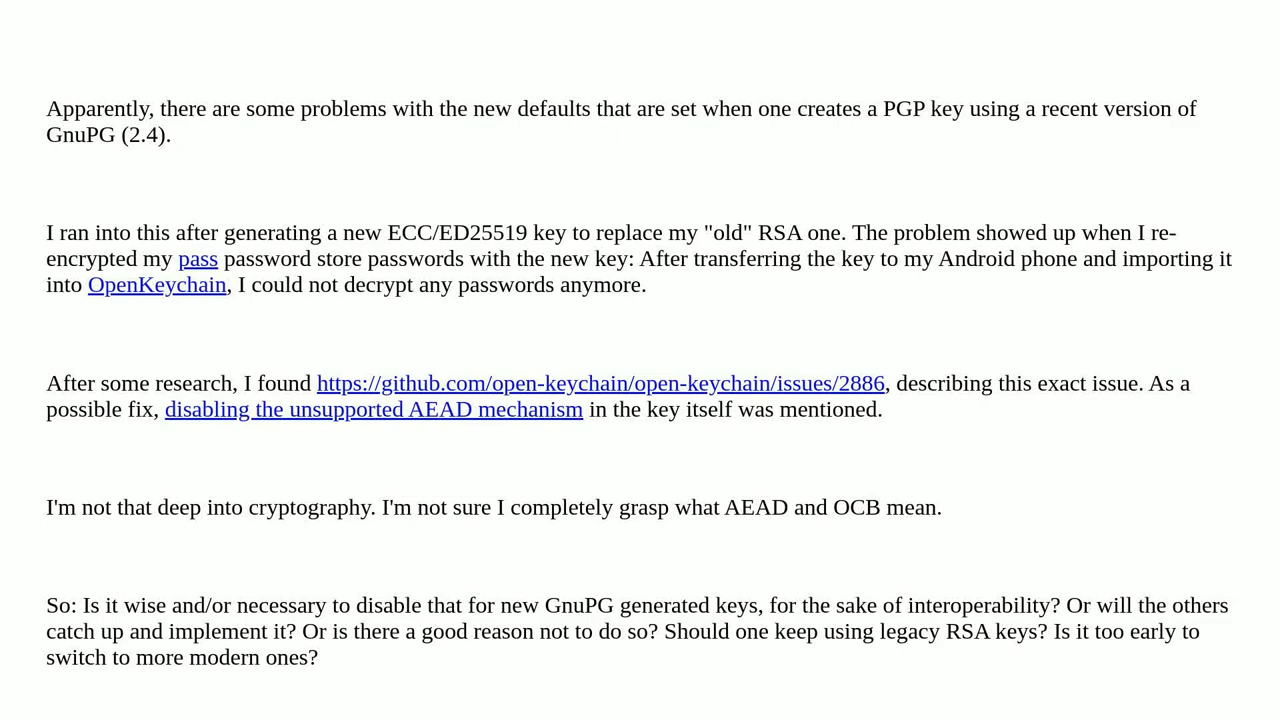 Apparently, there are some problems with the new defaults that are set when one creates a PGP key using a recent version of
GnuPG (2.4).
I ran into this after generating a new ECC/ED25519 key to replace my "old" RSA one. The problem showed up when I re-
encrypted my pass password store passwords with the new key: After transferring the key to my Android phone and importing it
into OpenKeychain, I could not decrypt any passwords anymore.
After some research, I found https://github.com/open-keychain/open-keychain/issues/2886, describing this exact issue. As a
possible fix, disabling the unsupported AEAD mechanism in the key itself was mentioned.
I'm not that deep into cryptography. I'm not sure I completely grasp what AEAD and OCB mean.
So: Is it wise and/or necessary to disable that for new GnuPG generated keys, for the sake of interoperability? Or will the others
catch up and implement it? Or is there a good reason not to do so? Should one keep using legacy RSA keys? Is it too early to
switch to more modern ones?